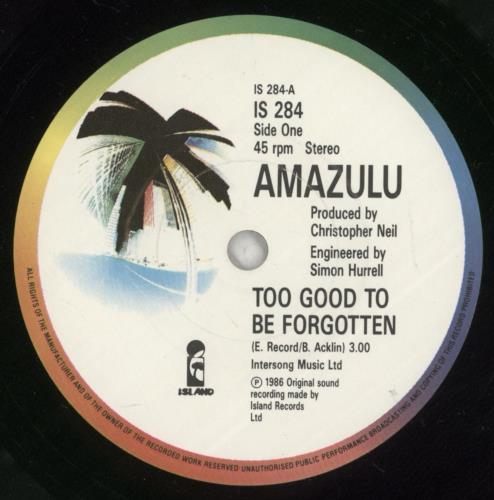 IS 284-A
IS 284
Side One
45 rpm Stereo
AMAZULU
Produced by
Christopher Neil
Engineered by
Simon Hurrell
TOO GOOD TO
BE FORGOTTEN
(E. Record/B. Acklin) 3.00
Intersong Music Ltd
℗ 1986 Original sound
recording made by
Island Records
Ltd
ISLAND
ALL RIGHTS OF THE MANUFACTURER AND OF THE OWNER OF THE RECORDED WORK RESERVED UNAUTHORISED PUBLIC PERFORMANCE BROADCASTING AND COPYING OF THIS RECORD PROHIBITED